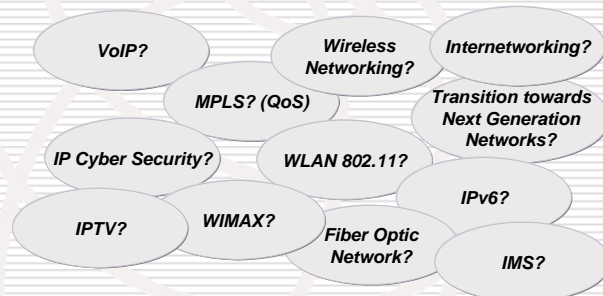 VoIP?
Wireless
Networking?
Internetworking?
MPLS? (QoS)
Transition towards
Next Generation
Networks?
IP Cyber Security?
WLAN 802.11?
IPv6?
IPTV?
WIMAX?
Fiber Optic
Network?
IMS?